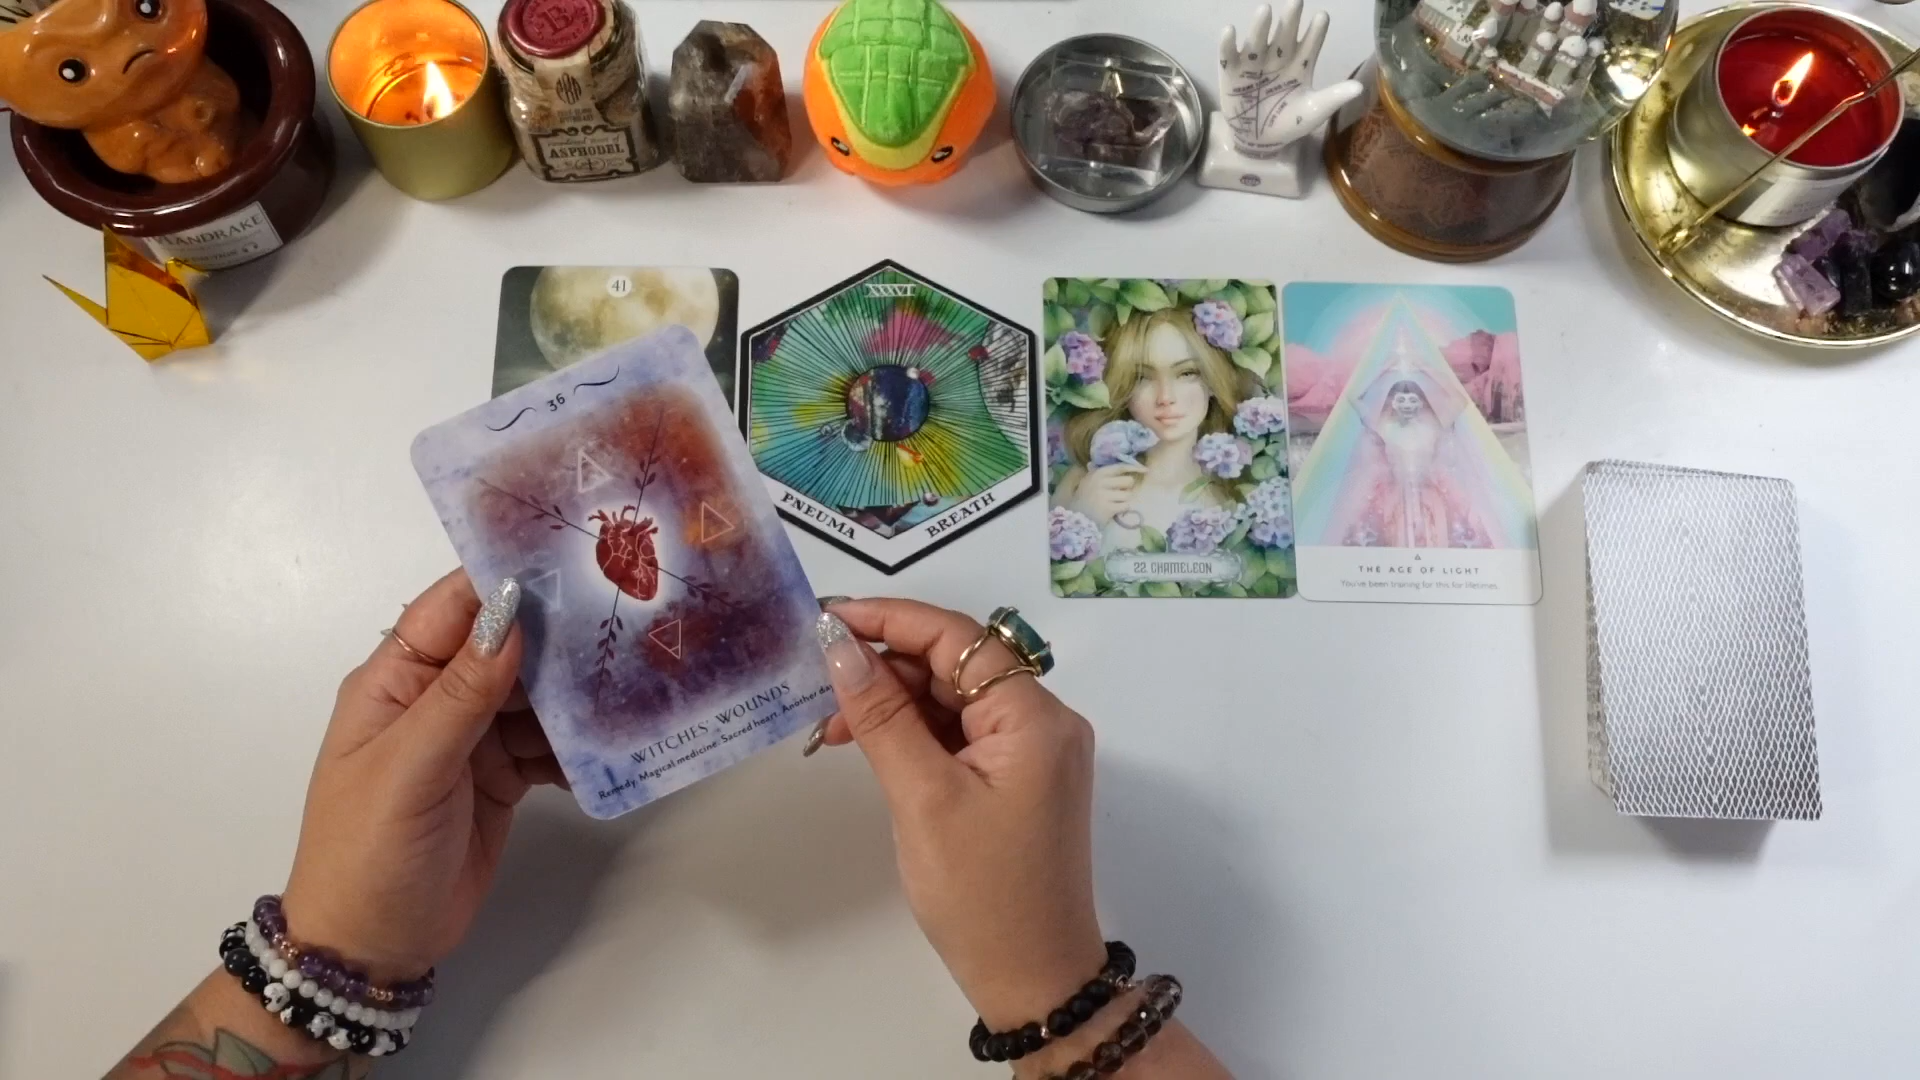 B
ASPHODEL
MANDRAKE
41
XXXVI
PNEUMA
BREATH
22. CHAMELEON
THE AGE OF LIGHT
You've been training for this for lifetimes.
36
WITCHES' WOUNDS
Remedy. Magical medicine. Sacred heart. Another day